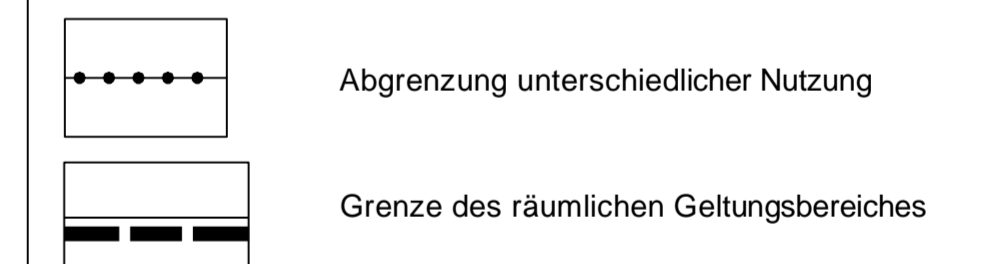 Abgrenzung unterschiedlicher Nutzung
Grenze des räumlichen Geltungsbereiches